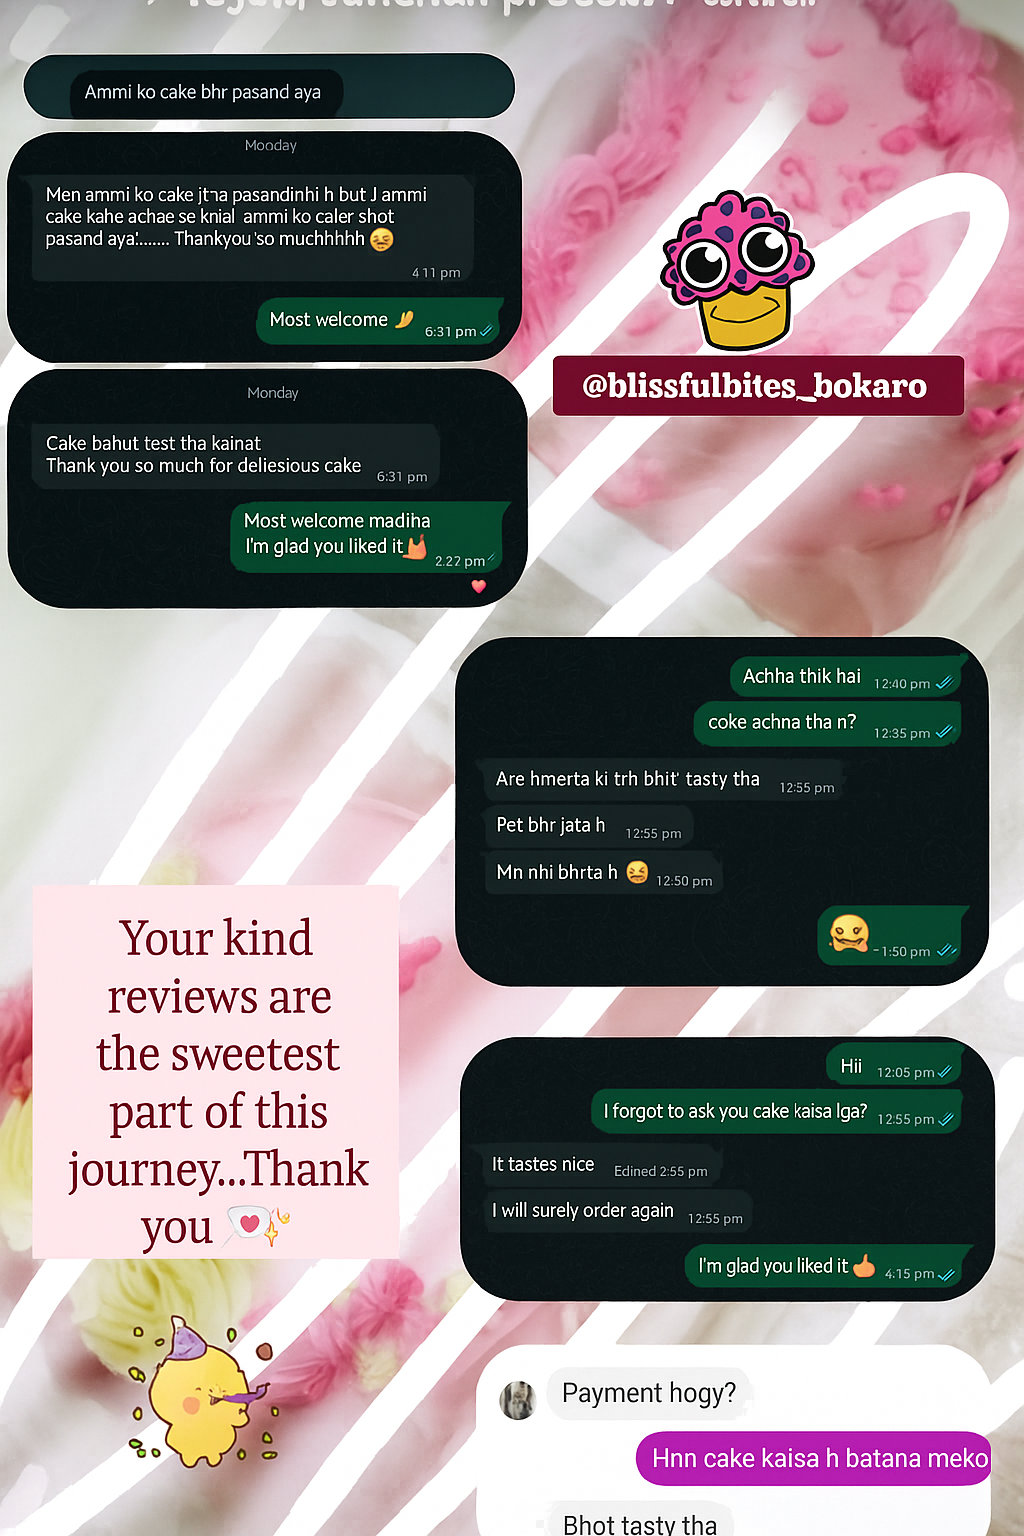 Ammi ko cake bhr pasand aya
Monday
Men ammi ko cake jtna pasandinhi h but J ammi
cake kahe achae se knial ammi ko caler shot
pasand aya:....... Thankyou so muchhhhh 😊
4 11 pm
Most welcome
6:31 pm
@blissfulbites_bokaro
Monday
Cake bahut test tha kainat
Thank you so much for deliesious cake
6:31 pm
Most welcome madiha
I'm glad you liked it
2:22 pm
❤️
Achha thik hai 12:40 pm
coke achna tha n? 12:35 pm
Are hmerta ki trh bhit' tasty tha 12:55 pm
Pet bhr jata h 12:55 pm
Mn nhi bhrta h 😆 12:50 pm
1:50 pm
Your kind
reviews are
the sweetest
part of this
journey...Thank
you 💌✨
Hii 12:05 pm
I forgot to ask you cake kaisa lga? 12:55 pm
It tastes nice Edined 2:55 pm
I will surely order again 12:55 pm
I'm glad you liked it 👍 4:15 pm
Payment hogy?
Hnn cake kaisa h batana meko
Bhot tasty tha